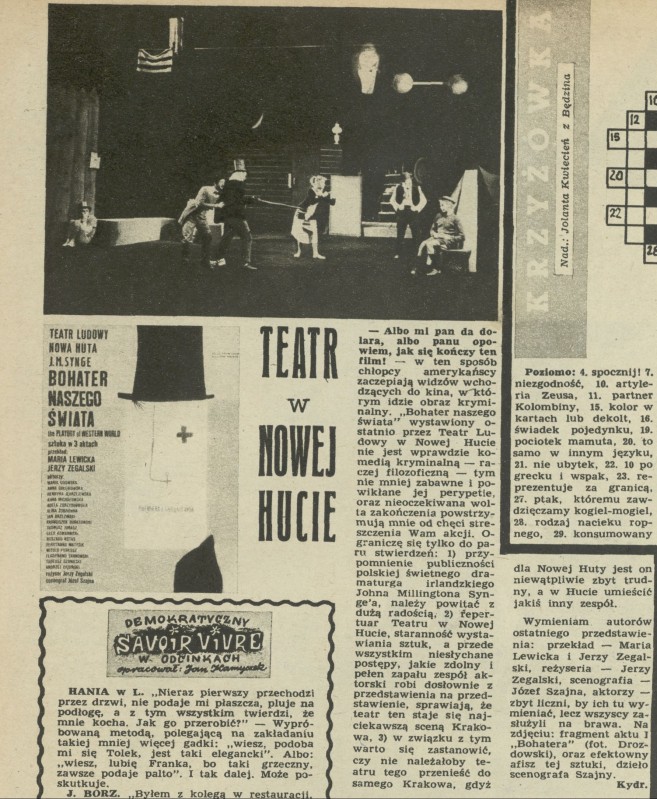 TEATR LUDOWY
NOWA HUTA
J.M. SYNGE
BOHATER
NASZEGO
ŚWIATA
the PLAYBOY of WESTERN WORLD
sztuka w 3 aktach
przekład:
MARIA LEWICKA
JERZY ZEGALSKI
reżyseria Jerzy Zegalski
scenograf Józef Szajna
TEATR
W
NOWEJ
HUCIE
— Albo mi pan da do-
lara, albo panu opo-
wiem, jak się kończy ten
film! — w ten sposób
chłopcy amerykańscy
zaczepiają widzów wcho-
dzących do kina, w któ-
rym idzie obraz krymi-
nalny. „Bohater naszego
świata" wystawiony o-
statnio przez Teatr Lu-
dowy w Nowej Hucie
nie jest wprawdzie ko-
medią kryminalną — ra-
czej filozoficzną — tym
nie mniej zabawne i po-
wikłane jej perypetie,
oraz nieoczekiwana wol-
ta zakończenia powstrzy-
mują mnie od chęci stre-
szczenia Wam akcji. O-
graniczę się tylko do pa-
ru stwierdzeń: 1) przy-
pomnienie publiczności
polskiej świetnego dra-
maturga irlandzkiego
Johna Millingtona Syn-
ge'a, należy powitać z
dużą radością, 2) reper-
tuar Teatru w Nowej
Hucie, staranność wysta-
wiania sztuk, a przede
wszystkim niesłychane
postępy, jakie zdolny i
pełen zapału zespół ak-
torski robi dosłownie z
przedstawienia na przed-
stawienie, sprawiają, że
teatr ten staje się naj-
ciekawszą sceną Krako-
wa, 3) w związku z tym
warto się zastanowić,
czy nie należałoby te-
atru tego przenieść do
samego Krakowa, gdyż
dla Nowej Huty jest on
niewątpliwie zbyt trud-
ny, a w Hucie umieścić
jakiś inny zespół.
Wymieniam autorów
ostatniego przedstawie-
nia: przekład — Maria
Lewicka i Jerzy Zegal-
ski, reżyseria — Jerzy
Zegalski, scenografia —
Józef Szajna, aktorzy —
zbyt liczni, by ich tu wy-
mieniać, lecz wszyscy za-
służyli na brawa. Na
zdjęciu: fragment aktu I
„Bohatera" (fot. Droz-
dowski), oraz efektowny
afisz tej sztuki, dzieło
scenografa Szajny.
Kydr.
DEMOKRATYCZNY
SAVOIR VIVRE
W ODCINKACH
opracował: Jan Kamyczek
HANIA w L. „Nieraz pierwszy przechodzi
przez drzwi, nie podaje mi płaszcza, pluje na
podłogę, a z tym wszystkim twierdzi, że
mnie kocha. Jak go przerobić?" — Wypró-
bowaną metodą, polegającą na zakładaniu
takiej mniej więcej gadki: „wiesz, podoba
mi się Tolek, jest taki elegancki". Albo:
„wiesz, lubię Franka, bo taki grzeczny,
zawsze podaje palto". I tak dalej. Może po-
skutkuje.
J. BORZ. „Byłem z kolegą w restauracji.
KRZYŻÓWKA
Nad.: Jolanta Kwiecień z Będzina
10
12
15
20
22
28
Poziomo: 4. spocznij! 7.
niezgodność, 10. artyle-
ria Zeusa, 11. partner
Kolombiny, 15. kolor w
kartach lub dekolt, 16.
świadek pojedynku, 19.
pociotek mamuta, 20. to
samo w innym języku,
21. nie ubytek, 22. 10 po
grecku i wspak, 23. re-
prezentuje za granicą,
27. ptak, któremu zaw-
dzięczamy kogiel-mogiel,
28. rodzaj nacieku rop-
nego, 29. konsumowany